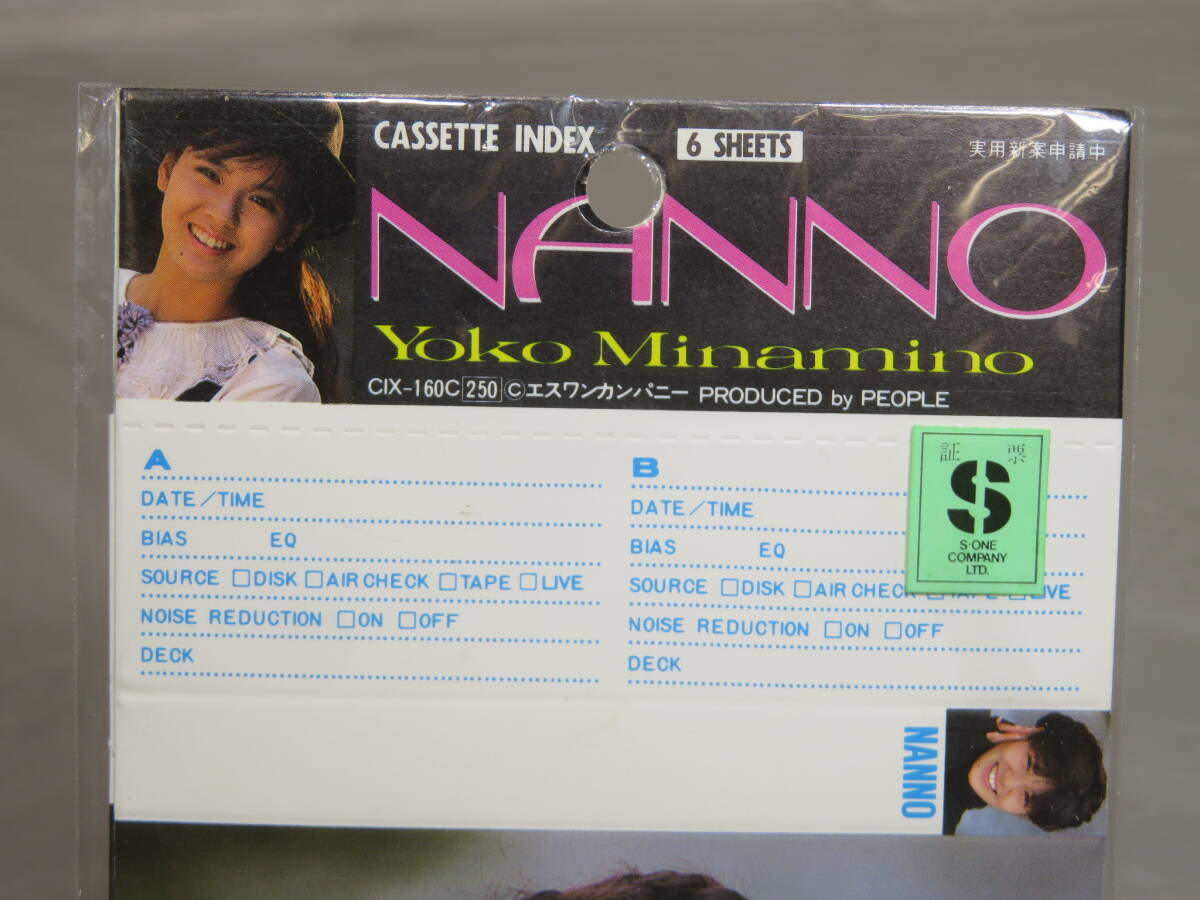 CASSETTE INDEX 6 SHEETS 実用新案申請中
NANNO
Yoko Minamino
CIX-160C 250 Ⓒエスワンカンパニー PRODUCED by PEOPLE
A
DATE/TIME
BIAS EQ
SOURCE □DISK □AIR CHECK □TAPE □LIVE
NOISE REDUCTION □ON □OFF
DECK
B
DATE/TIME
BIAS EQ
SOURCE □DISK □AIR CHECK □TAPE □LIVE
NOISE REDUCTION □ON □OFF
DECK
証 票
S
S·ONE
COMPANY
LTD.
NANNO